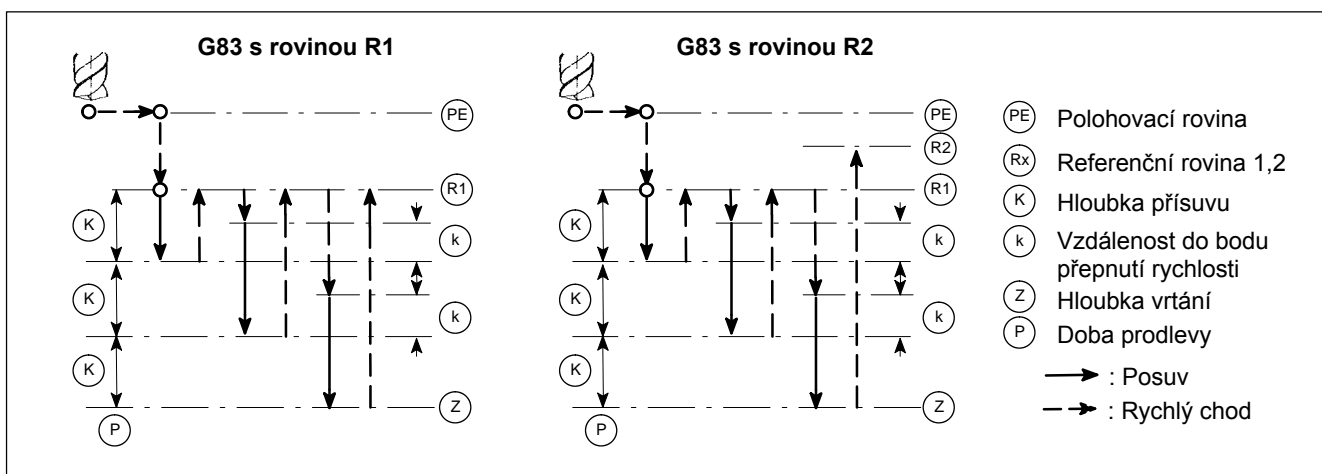 G83 s rovinou R1
PE
R1
K
k
K
k
K
Z
P
G83 s rovinou R2
PE
R2
R1
K
k
K
k
K
Z
P
PE Polohovací rovina
Rx Referenční rovina 1,2
K Hloubka přísuvu
k Vzdálenost do bodu
přepnutí rychlosti
Z Hloubka vrtání
P Doba prodlevy
: Posuv
: Rychlý chod